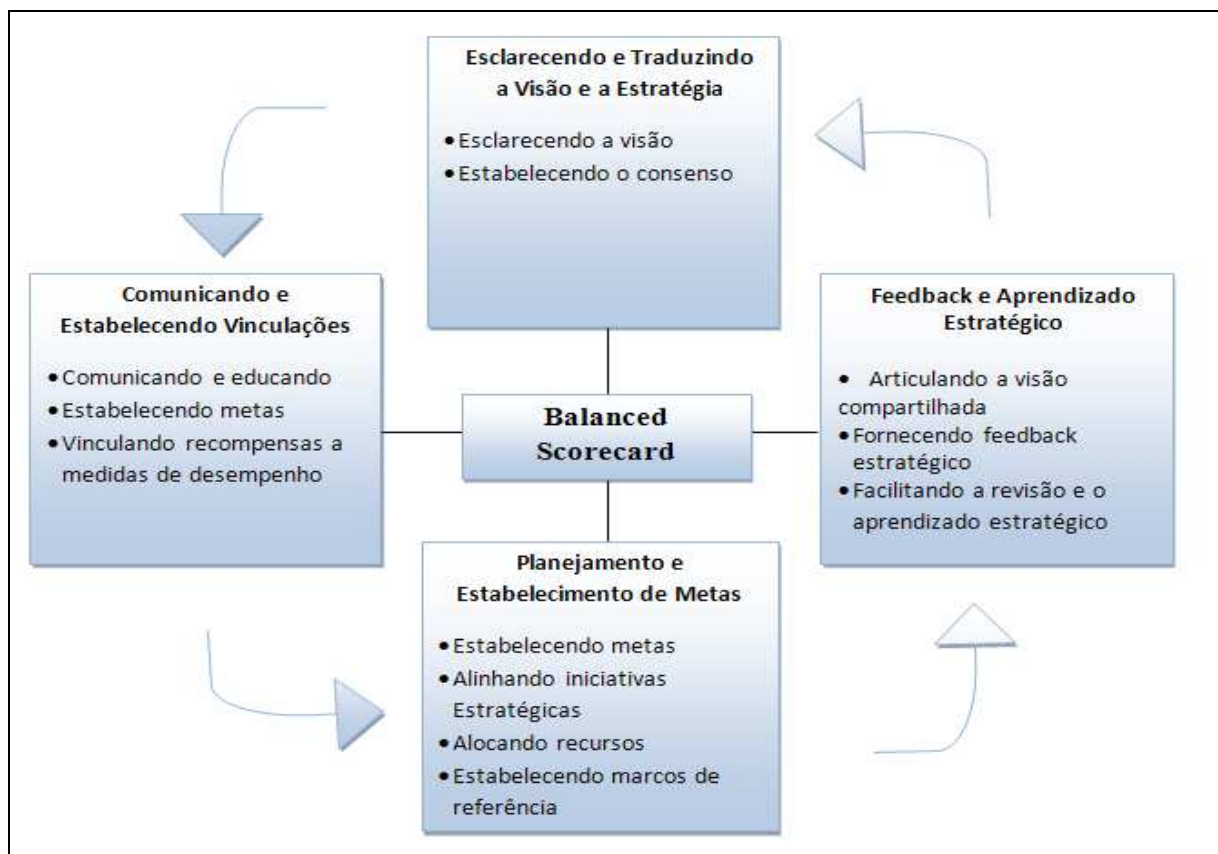 Esclarecendo e Traduzindo
a Visão e a Estratégia
• Esclarecendo a visão
• Estabelecendo o consenso
Comunicando e
Estabelecendo Vinculações
• Comunicando e educando
• Estabelecendo metas
• Vinculando recompensas a
medidas de desempenho
Balanced
Scorecard
Feedback e Aprendizado
Estratégico
• Articulando a visão
compartilhada
• Fornecendo feedback
estratégico
• Facilitando a revisão e o
aprendizado estratégico
Planejamento e
Estabelecimento de Metas
• Estabelecendo metas
• Alinhando iniciativas
Estratégicas
• Alocando recursos
• Estabelecendo marcos de
referência